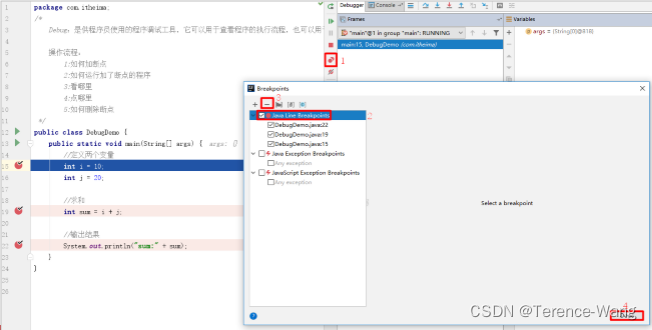 package com.itheima;
/*
Debug：是供程序员使用的程序调试工具，它可以用于查看程序的执行流程，也可以用
操作流程：
1:如何加断点
2:如何运行加了断点的程序
3:看哪里
4:点哪里
5:如何删除断点
*/
public class DebugDemo {
public static void main(String[] args) { args:
//定义两个变量
int i = 10;
int j = 20;
//求和
int sum = i + j;
//输出结果
System.out.println("sum:" + sum);
}
}
Debugger
Console
Frames
Variables
"main"@1 in group "main": RUNNING
main:15, DebugDemo (com.itheima)
args = {String[0]@818}
1
Breakpoints
3
Java Line Breakpoints
2
DebugDemo.java:22
DebugDemo.java:19
DebugDemo.java:15
Java Exception Breakpoints
Any exception
JavaScript Exception Breakpoints
Any exception
Select a breakpoint
4
CSDN @Terence-Wang